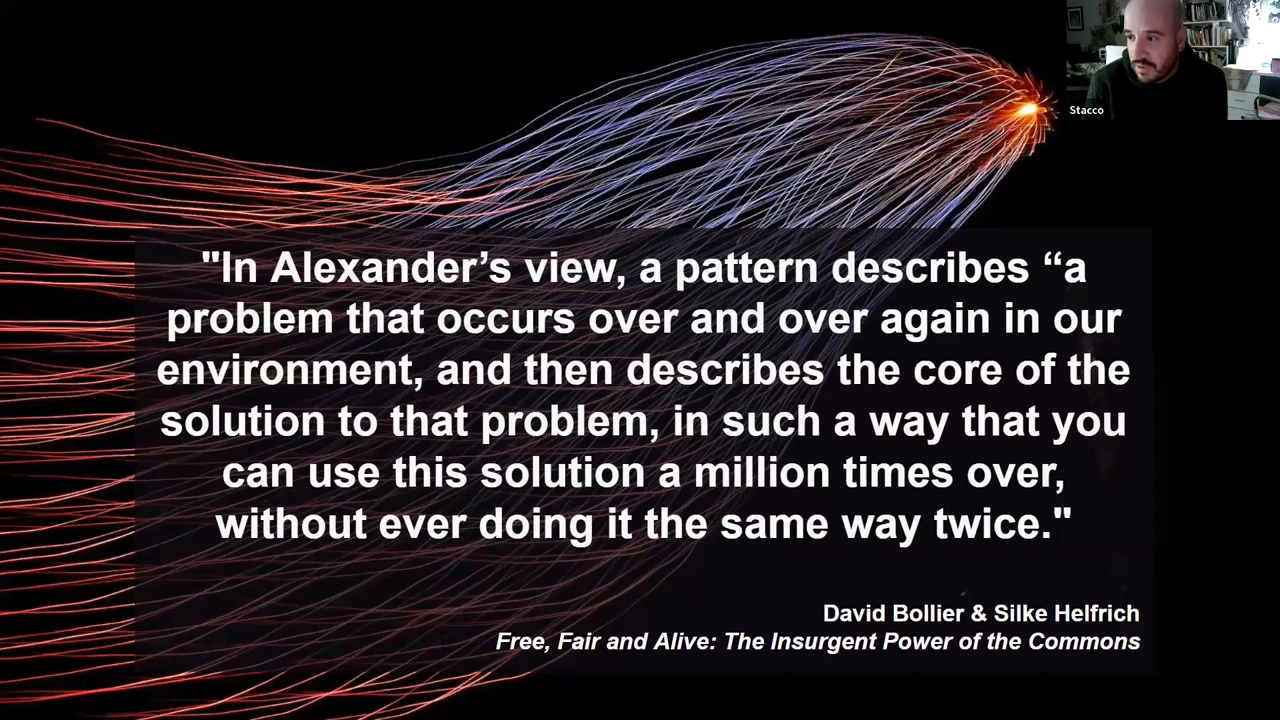 Stacco
"In Alexander’s view, a pattern describes “a
problem that occurs over and over again in our
environment, and then describes the core of the
solution to that problem, in such a way that you
can use this solution a million times over,
without ever doing it the same way twice."
David Bollier & Silke Helfrich
Free, Fair and Alive: The Insurgent Power of the Commons